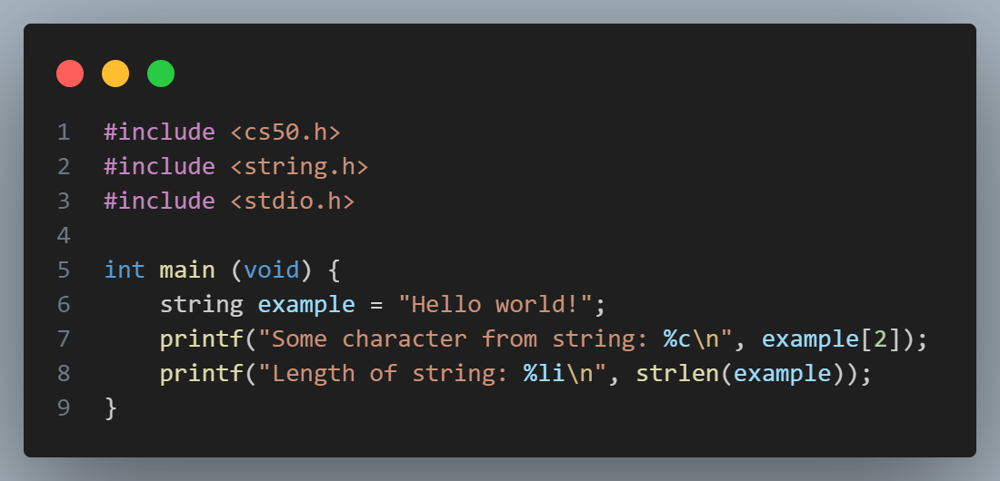 1 #include <cs50.h>
2 #include <string.h>
3 #include <stdio.h>
4
5 int main (void) {
6     string example = "Hello world!";
7     printf("Some character from string: %c\n", example[2]);
8     printf("Length of string: %li\n", strlen(example));
9 }